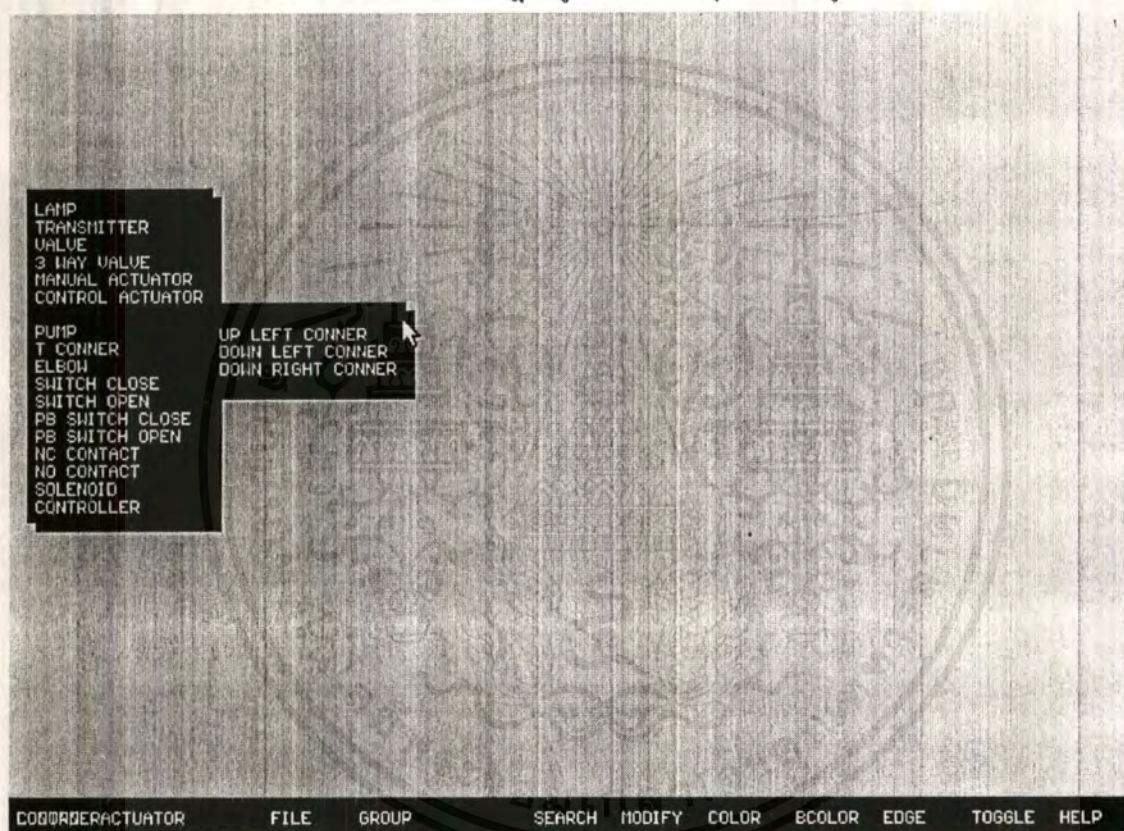 LAMP
TRANSMITTER
VALVE
3 WAY VALVE
MANUAL ACTUATOR
CONTROL ACTUATOR
PUMP
T CONNER
ELBOW
SWITCH CLOSE
SWITCH OPEN
PB SWITCH CLOSE
PB SWITCH OPEN
NC CONTACT
NO CONTACT
SOLENOID
CONTROLLER
UP LEFT CONNER
DOWN LEFT CONNER
DOWN RIGHT CONNER
FILE GROUP SEARCH MODIFY COLOR BCOLOR EDGE TOGGLE HELP